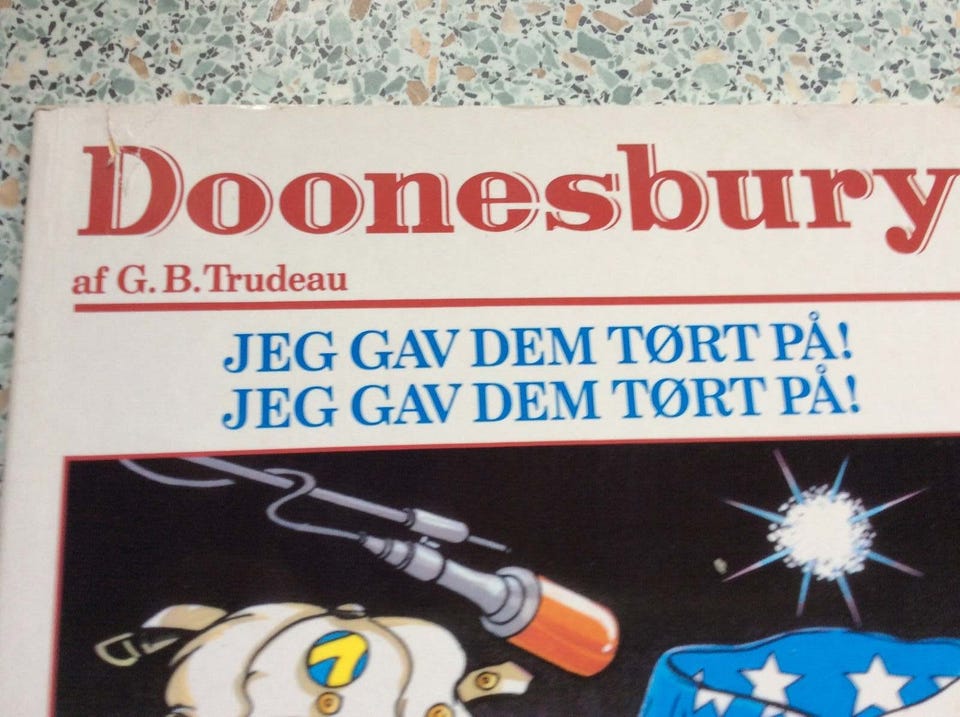 Doonesbury
af G. B. Trudeau
JEG GAV DEM TØRT PÅ!
JEG GAV DEM TØRT PÅ!